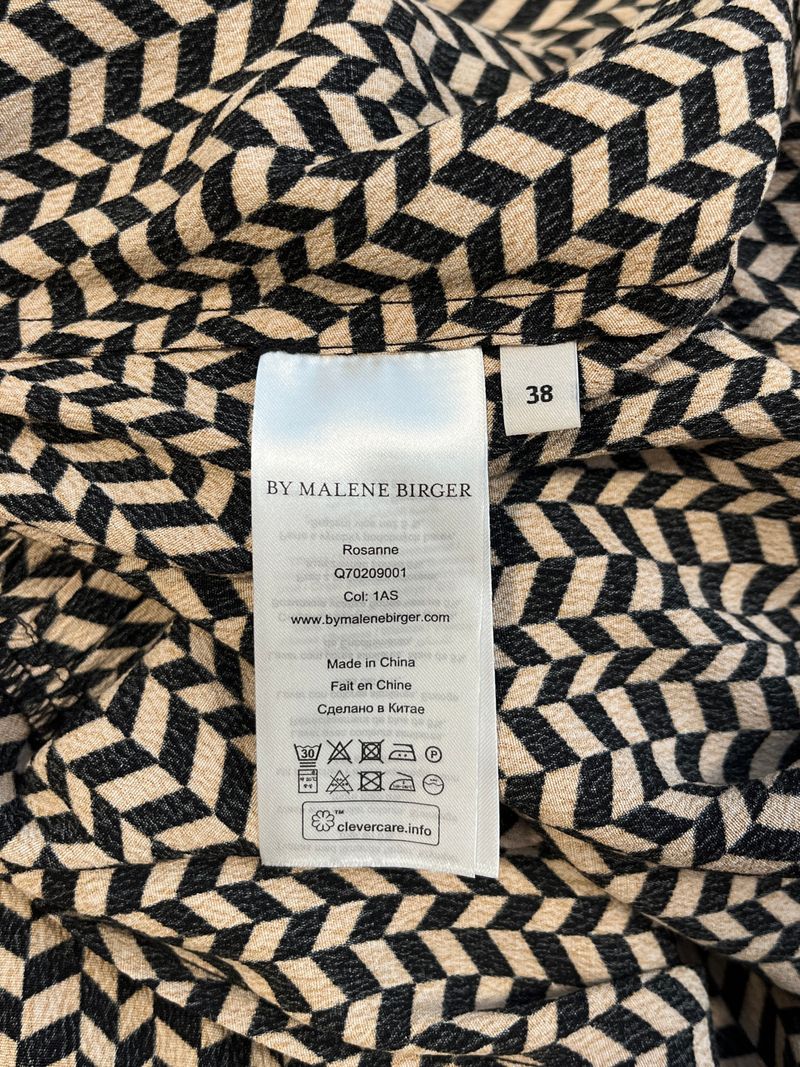 38
BY MALENE BIRGER
Rosanne
Q70209001
Col: 1AS
www.bymalenebirger.com
Made in China
Fait en Chine
Сделано в Китае
30 P
clevercare.info™